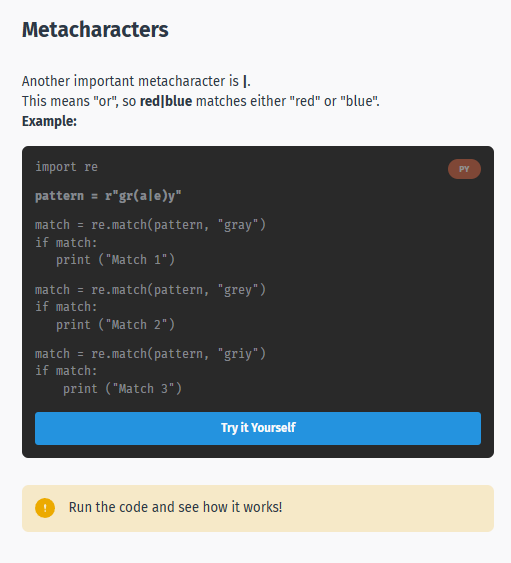 Metacharacters
Another important metacharacter is |.
This means "or", so red|blue matches either "red" or "blue".
Example:
import re
PY
pattern = r"gr(a|e)y"
match = re.match(pattern, "gray")
if match:
   print ("Match 1")
match = re.match(pattern, "grey")
if match:
   print ("Match 2")
match = re.match(pattern, "griy")
if match:
    print ("Match 3")
Try it Yourself
! Run the code and see how it works!